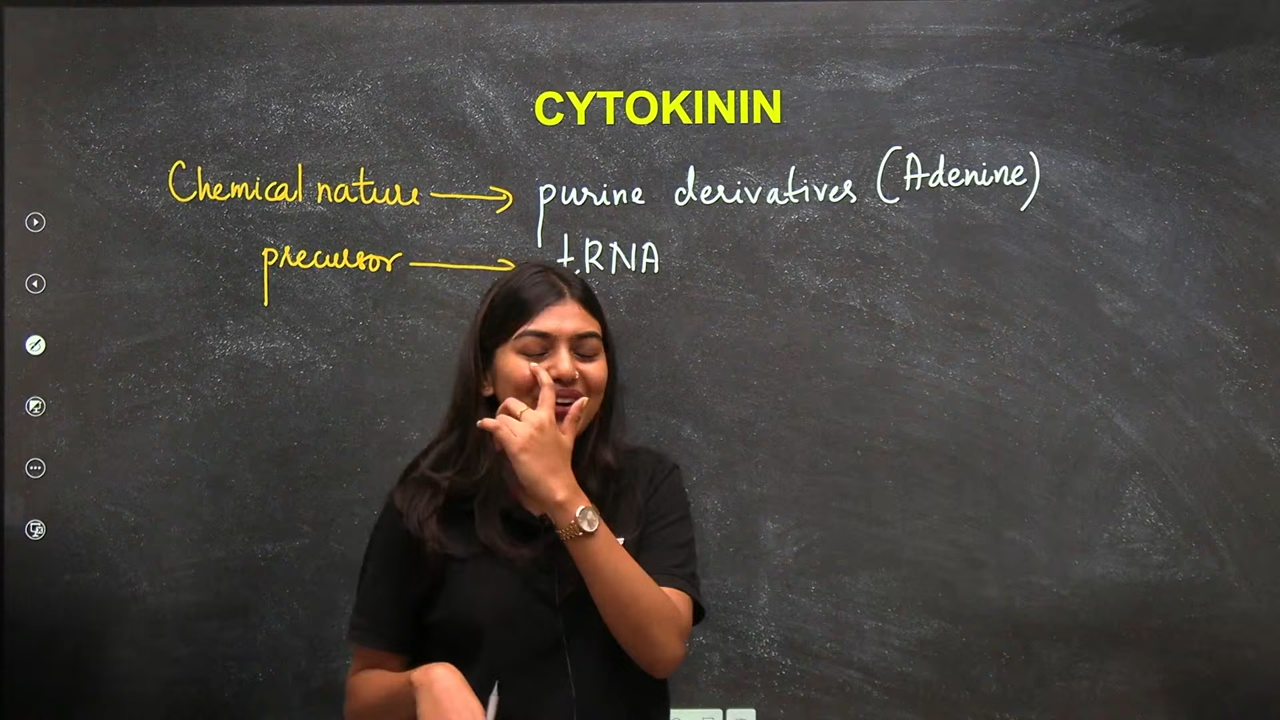 CYTOKININ
Chemical nature → purine derivatives (Adenine)
precursor → t.RNA